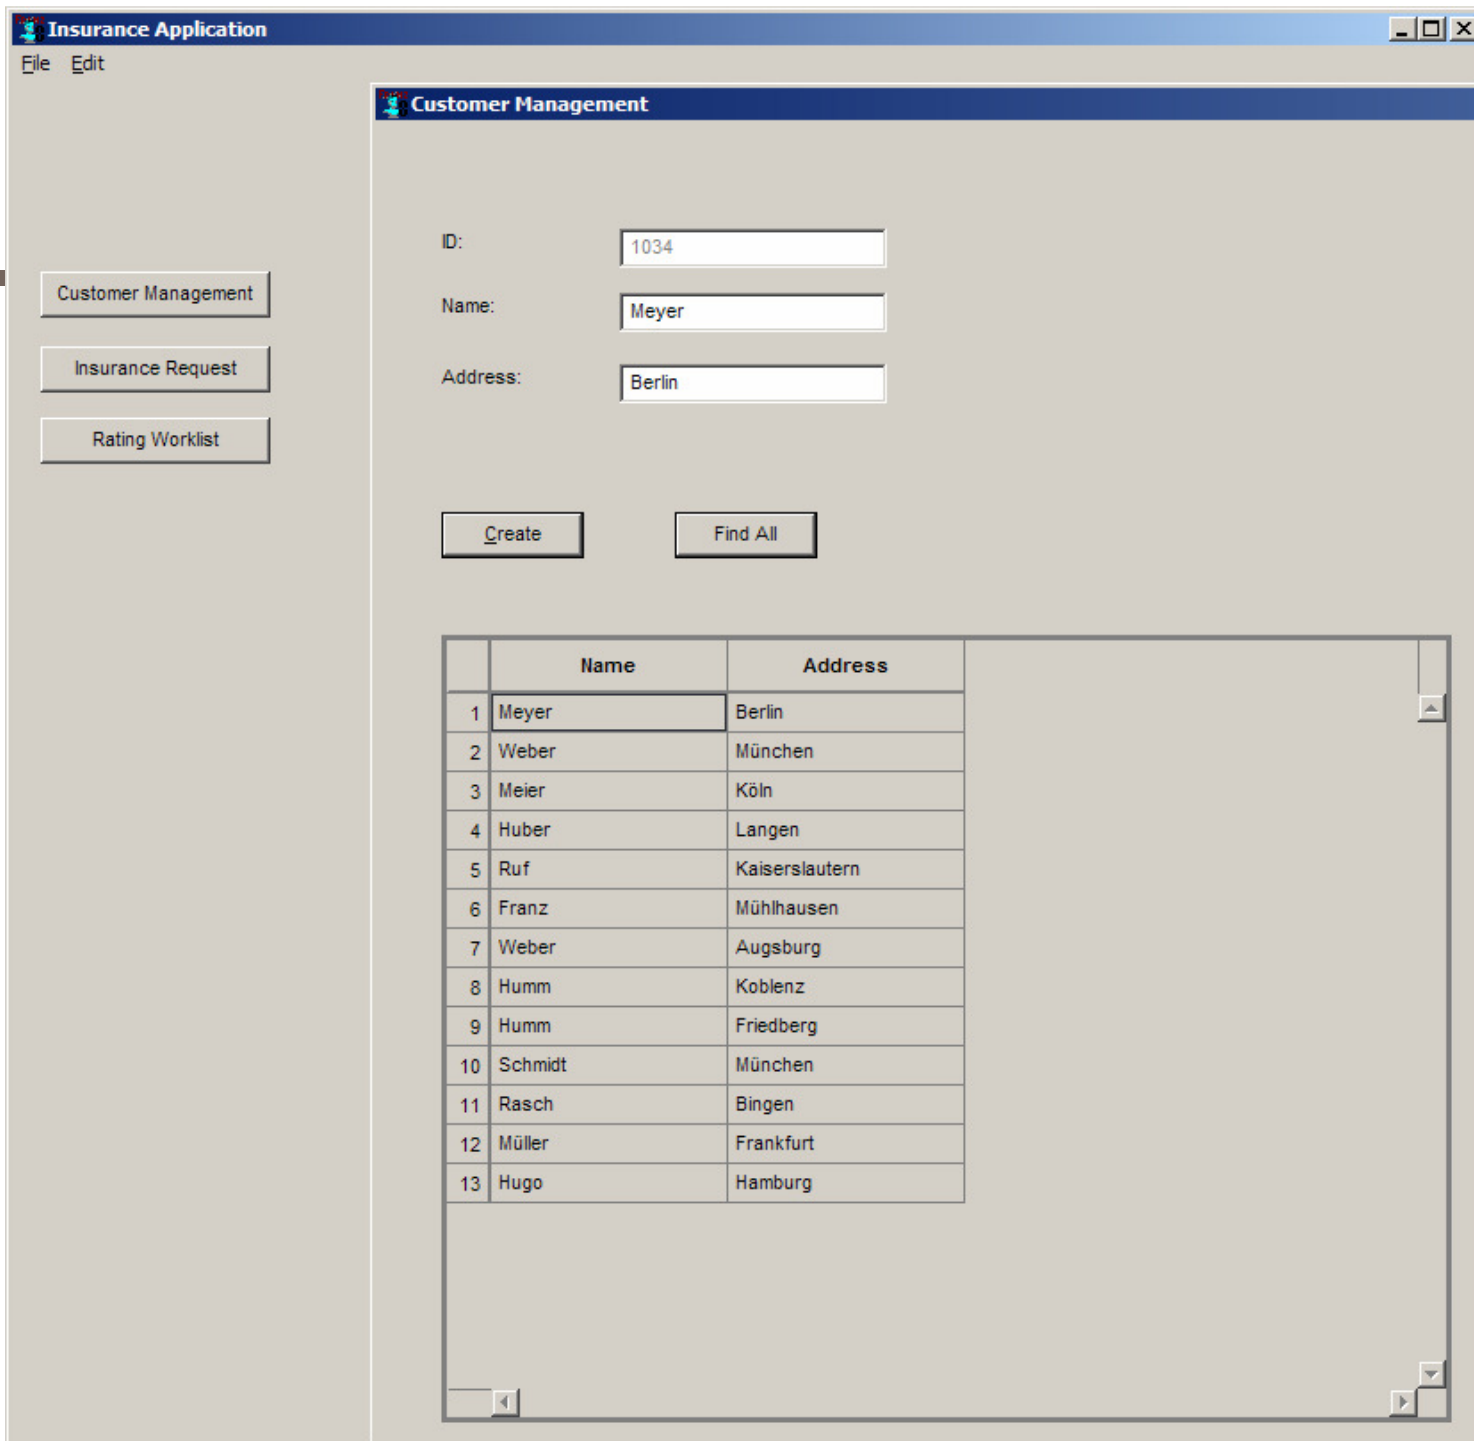 Insurance Application
File Edit
Customer Management
ID: 1034
Customer Management
Name: Meyer
Insurance Request
Address: Berlin
Rating Worklist
Create Find All
Name Address
1 Meyer Berlin
2 Weber München
3 Meier Köln
4 Huber Langen
5 Ruf Kaiserslautern
6 Franz Mühlhausen
7 Weber Augsburg
8 Humm Koblenz
9 Humm Friedberg
10 Schmidt München
11 Rasch Bingen
12 Müller Frankfurt
13 Hugo Hamburg